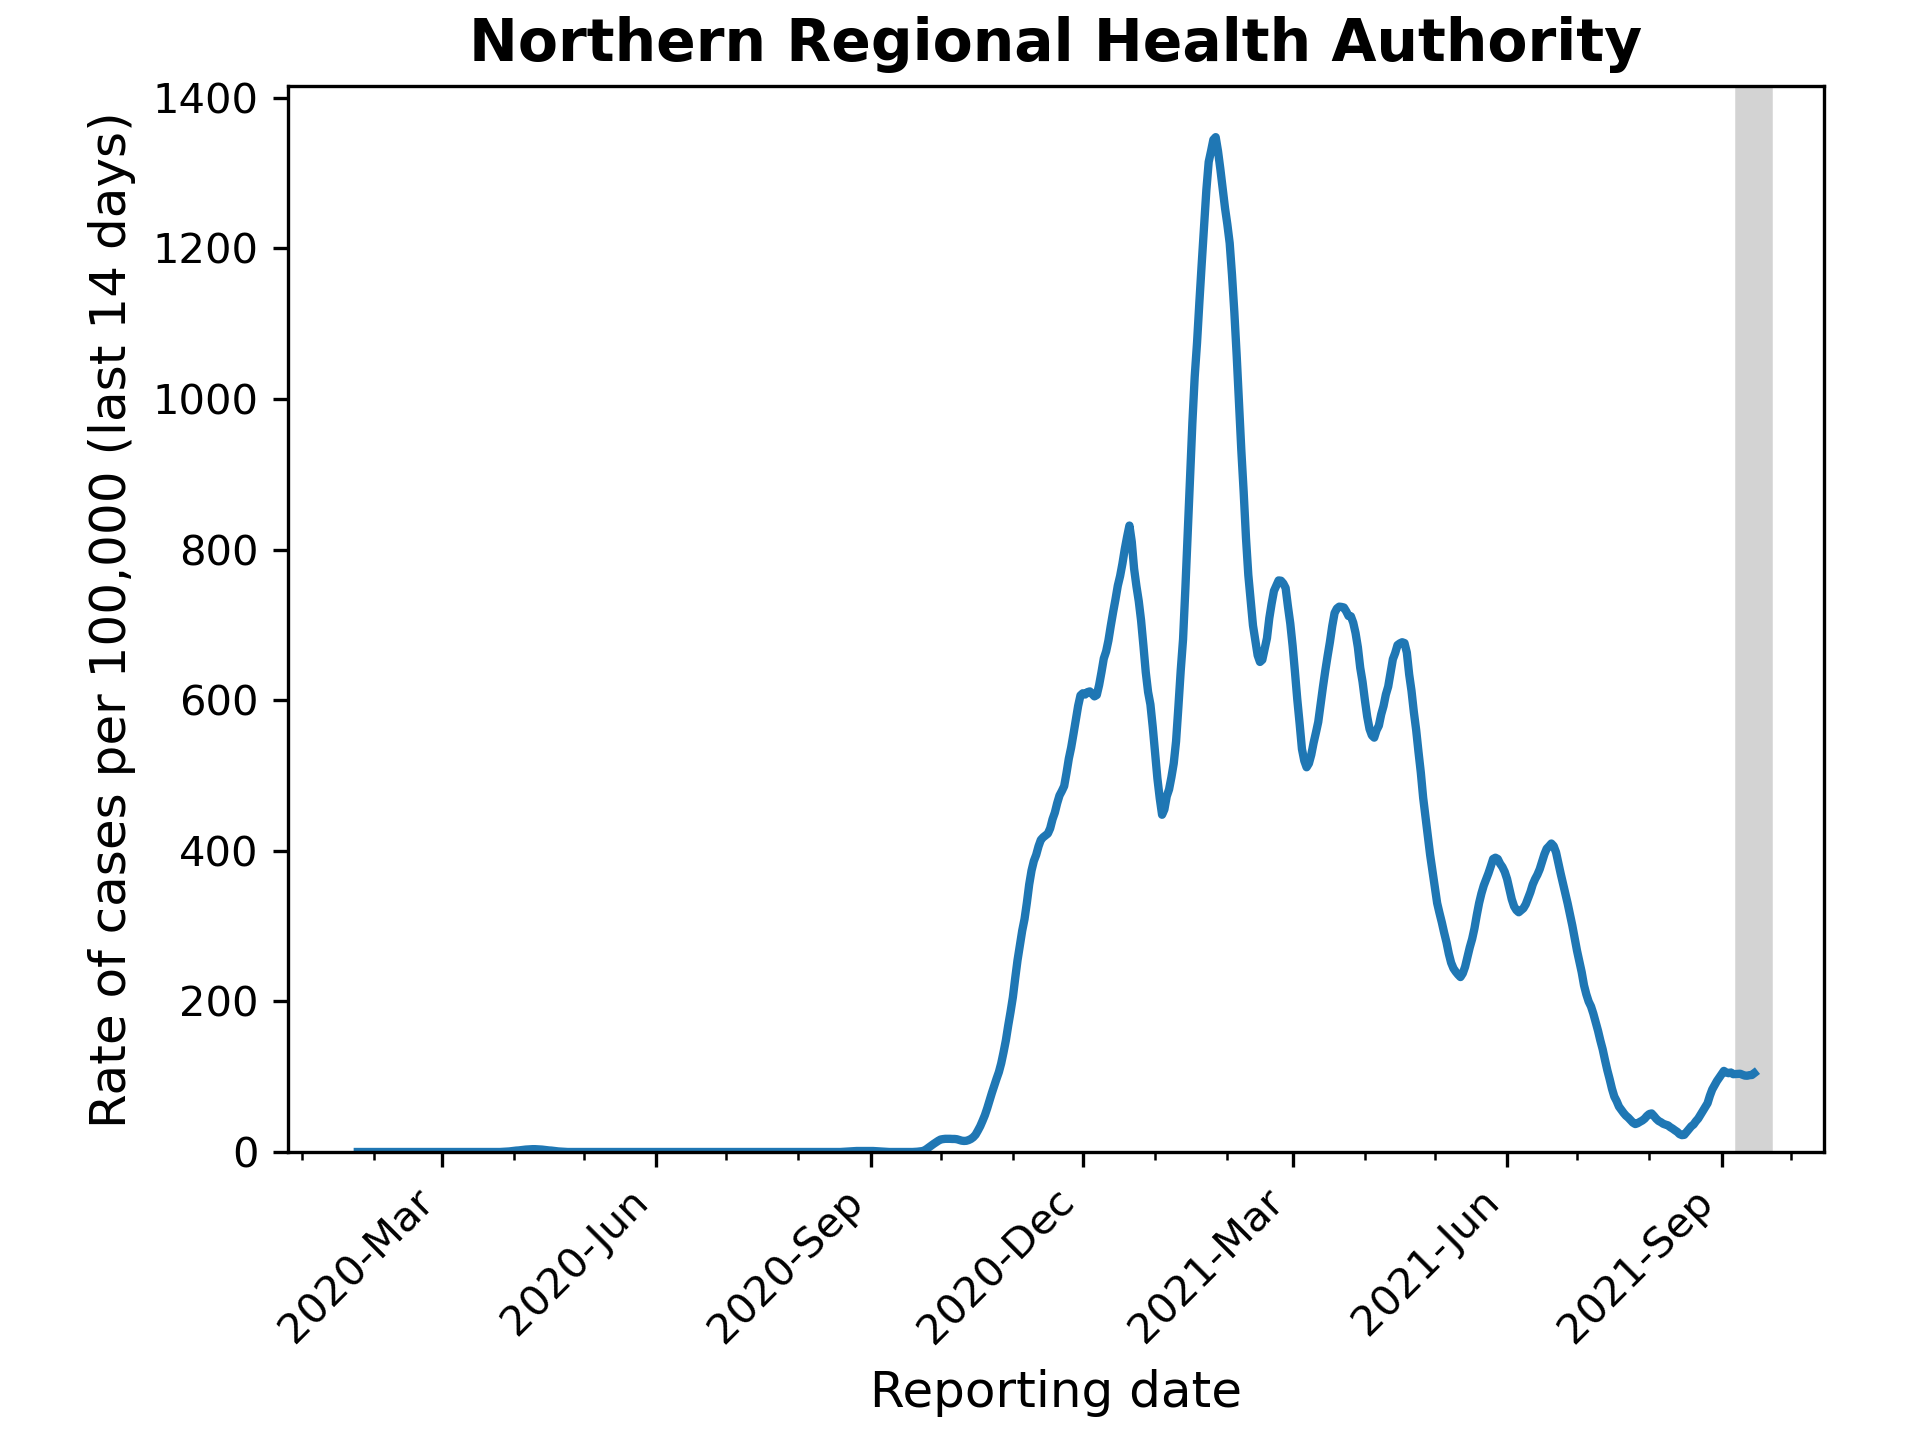 Northern Regional Health Authority
Rate of cases per 100,000 (last 14 days)
1400
1200
1000
800
600
400
200
0
2020-Mar
2020-Jun
2020-Sep
2020-Dec
2021-Mar
2021-Jun
2021-Sep
Reporting date